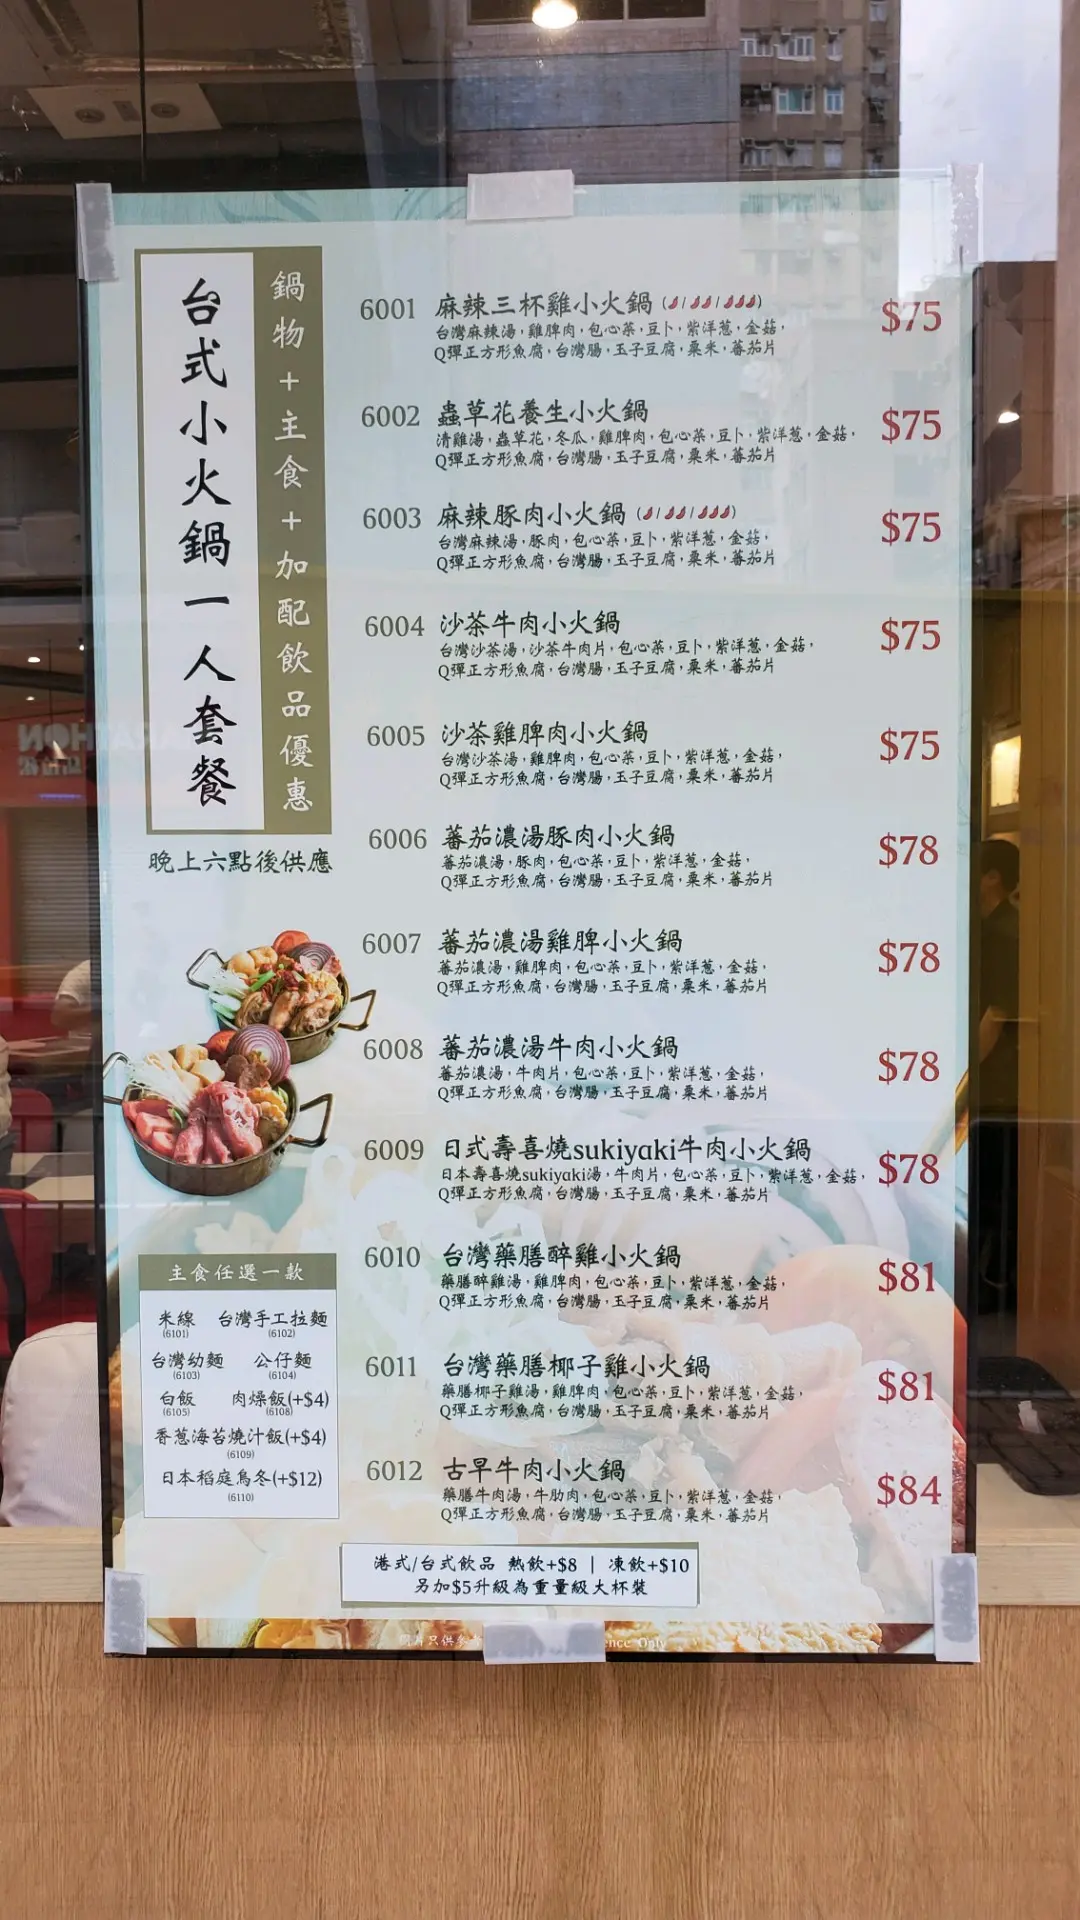 台式小火鍋一人套餐
鍋物+主食+加配飲品優惠
晚上六點後供應
6001 麻辣三杯雞小火鍋 $75
台灣麻辣湯,雞脾肉,包心菜,豆卜,紫洋葱,金菇,
Q彈正方形魚腐,台灣腸,玉子豆腐,粟米,蕃茄片
6002 蟲草花養生小火鍋 $75
清雞湯,蟲草花,冬瓜,雞脾肉,包心菜,豆卜,紫洋葱,金菇,
Q彈正方形魚腐,台灣腸,玉子豆腐,粟米,蕃茄片
6003 麻辣豚肉小火鍋 $75
台灣麻辣湯,豚肉,包心菜,豆卜,紫洋葱,金菇,
Q彈正方形魚腐,台灣腸,玉子豆腐,粟米,蕃茄片
6004 沙茶牛肉小火鍋 $75
台灣沙茶湯,沙茶牛肉片,包心菜,豆卜,紫洋葱,金菇,
Q彈正方形魚腐,台灣腸,玉子豆腐,粟米,蕃茄片
6005 沙茶雞脾肉小火鍋 $75
台灣沙茶湯,雞脾肉,包心菜,豆卜,紫洋葱,金菇,
Q彈正方形魚腐,台灣腸,玉子豆腐,粟米,蕃茄片
6006 蕃茄濃湯豚肉小火鍋 $78
蕃茄濃湯,豚肉,包心菜,豆卜,紫洋葱,金菇,
Q彈正方形魚腐,台灣腸,玉子豆腐,粟米,蕃茄片
6007 蕃茄濃湯雞脾小火鍋 $78
蕃茄濃湯,雞脾肉,包心菜,豆卜,紫洋葱,金菇,
Q彈正方形魚腐,台灣腸,玉子豆腐,粟米,蕃茄片
6008 蕃茄濃湯牛肉小火鍋 $78
蕃茄濃湯,牛肉片,包心菜,豆卜,紫洋葱,金菇,
Q彈正方形魚腐,台灣腸,玉子豆腐,粟米,蕃茄片
6009 日式壽喜燒sukiyaki牛肉小火鍋 $78
日本壽喜燒sukiyaki湯,牛肉片,包心菜,豆卜,紫洋葱,金菇,
Q彈正方形魚腐,台灣腸,玉子豆腐,粟米,蕃茄片
6010 台灣藥膳醉雞小火鍋 $81
藥膳醉雞湯,雞脾肉,包心菜,豆卜,紫洋葱,金菇,
Q彈正方形魚腐,台灣腸,玉子豆腐,粟米,蕃茄片
6011 台灣藥膳椰子雞小火鍋 $81
藥膳椰子雞湯,雞脾肉,包心菜,豆卜,紫洋葱,金菇,
Q彈正方形魚腐,台灣腸,玉子豆腐,粟米,蕃茄片
6012 古早牛肉小火鍋 $84
藥膳牛肉湯,牛肋肉,包心菜,豆卜,紫洋葱,金菇,
Q彈正方形魚腐,台灣腸,玉子豆腐,粟米,蕃茄片
主食任選一款
米線 台灣手工拉麵
(6101) (6102)
台灣幼麵 公仔麵
(6103) (6104)
白飯 肉燥飯(+$4)
(6105) (6108)
香葱海苔燒汁飯(+$4)
(6109)
日本稻庭烏冬(+$12)
(6110)
港式/台式飲品 熱飲+$8 | 凍飲+$10
另加$5升級為重量級大杯裝
圖片只供參 ence Only